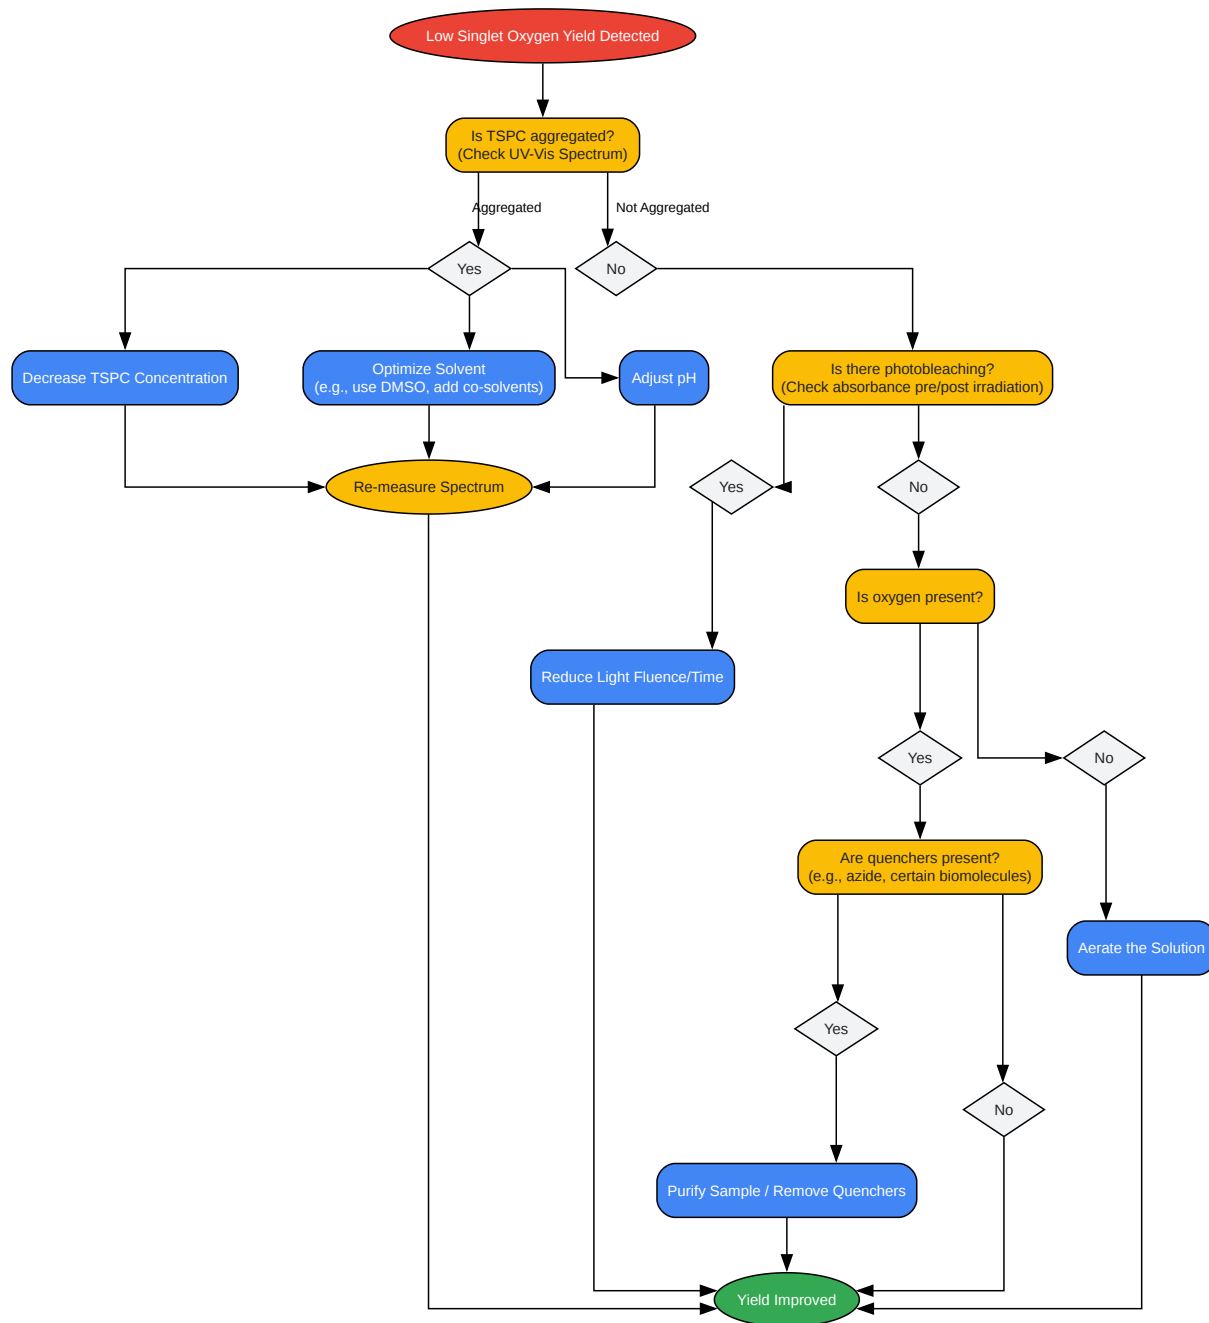 Low Singlet Oxygen Yield Detected
Is TSPC aggregated?
(Check UV-Vis Spectrum)
Aggregated
Not Aggregated
Yes
No
Decrease TSPC Concentration
Optimize Solvent
(e.g., use DMSO, add co-solvents)
Adjust pH
Is there photobleaching?
(Check absorbance pre/post irradiation)
Re-measure Spectrum
Yes
No
Is oxygen present?
Reduce Light Fluence/Time
Yes
No
Are quenchers present?
(e.g., azide, certain biomolecules)
Aerate the Solution
Yes
No
Purify Sample / Remove Quenchers
Yield Improved